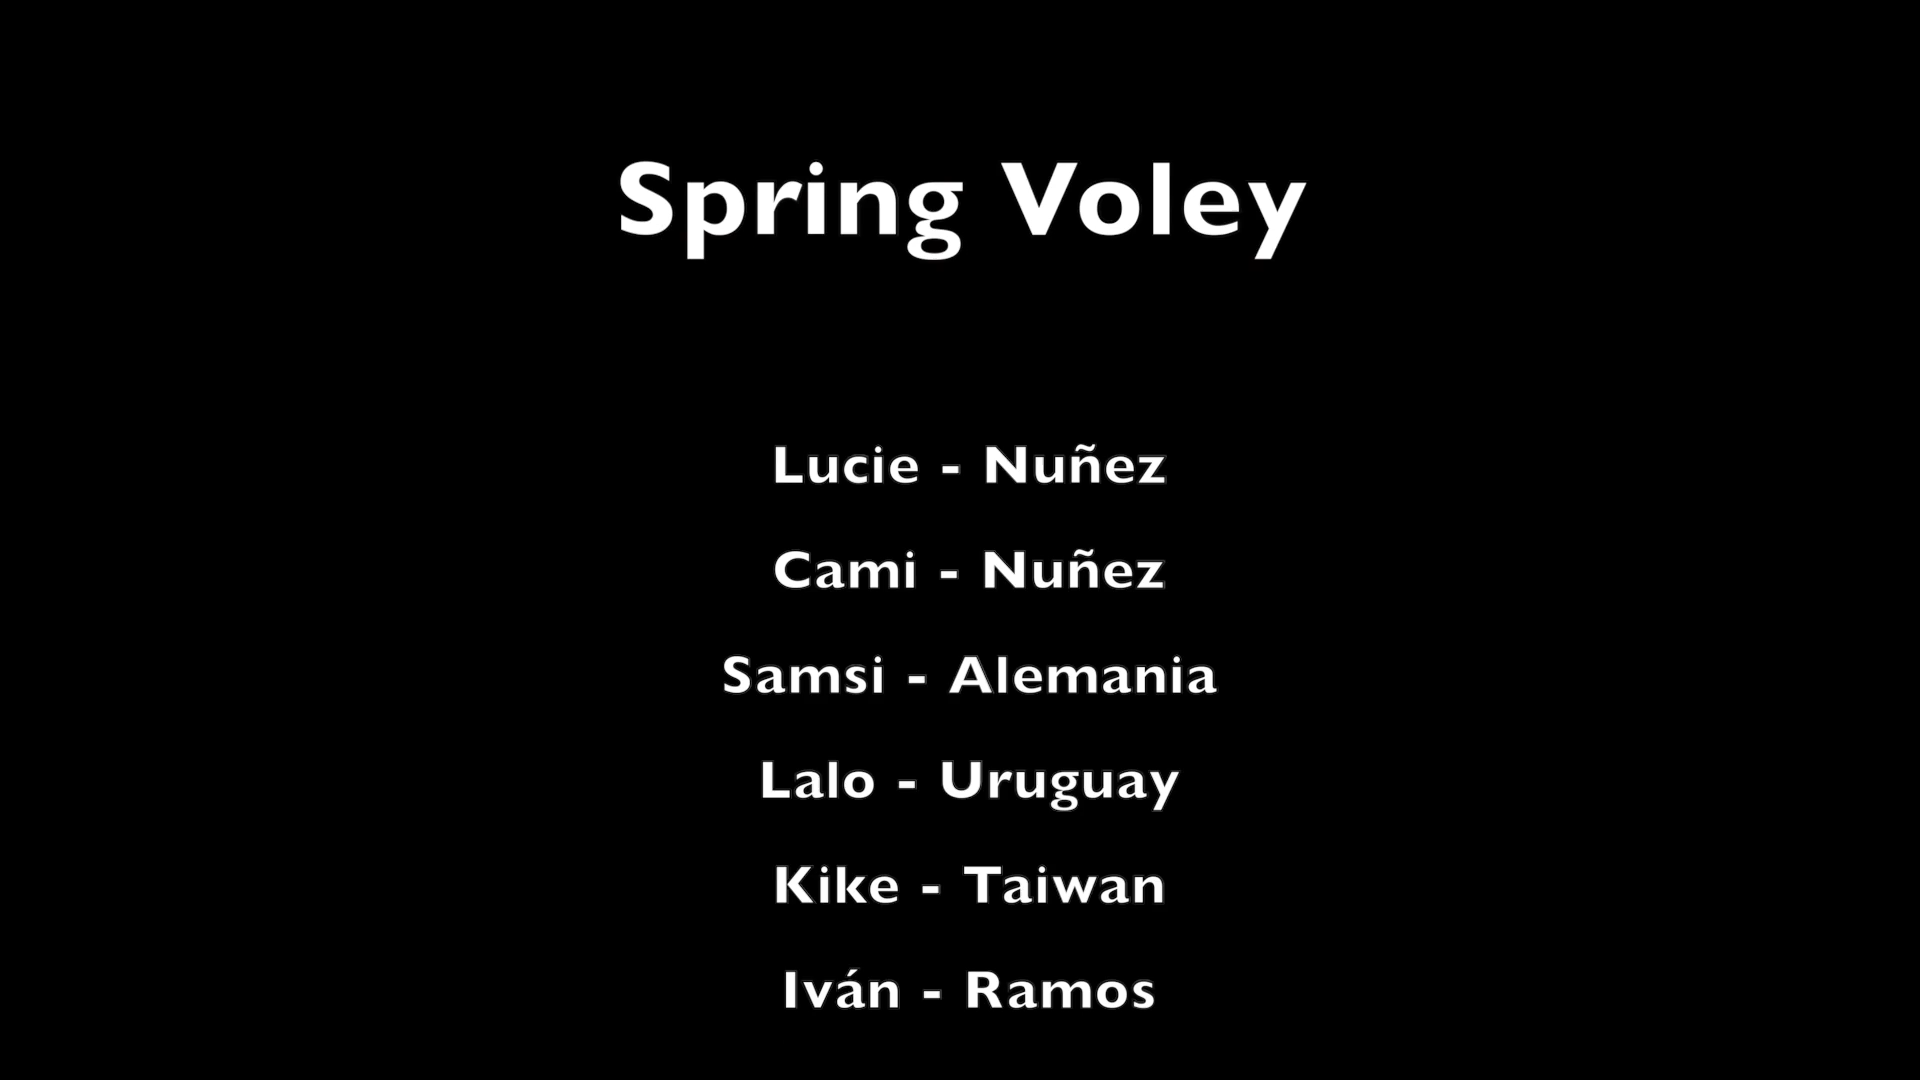 Spring Voley
Lucie - Nuñez
Cami - Nuñez
Samsi - Alemania
Lalo - Uruguay
Kike - Taiwan
Iván - Ramos